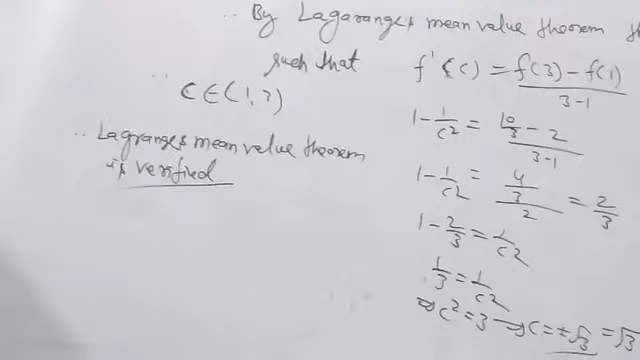 ∴ By Lagaranges mean value theorem
such that f'(c) = f(3) - f(1) / 3-1
∵ C ∈ (1, 3)
1 - 1/c2 = 10/3 - 2 / 3-1
∴ Lagranges mean value theorem
is verified
1 - 1/c2 = 4/3 / 2 = 2/3
1 - 2/3 = 1/c2
1/3 = 1/c2
⇒ c² = 3 ⇒ c = ±√3 = √3